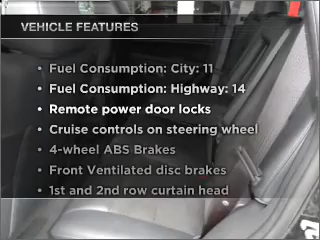 VEHICLE FEATURES
• Fuel Consumption: City: 11
• Fuel Consumption: Highway: 14
• Remote power door locks
• Cruise controls on steering wheel
• 4-wheel ABS Brakes
• Front Ventilated disc brakes
• 1st and 2nd row curtain head